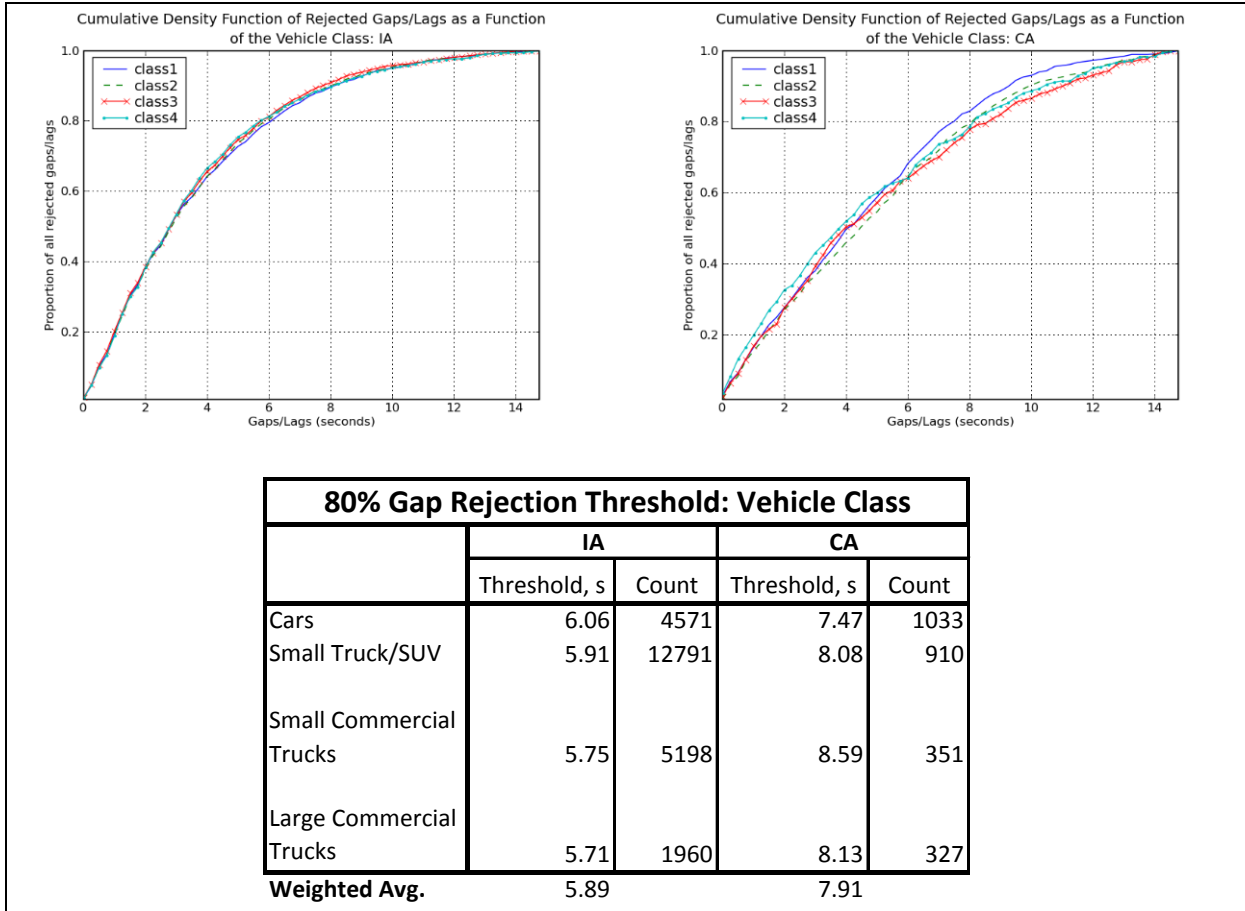 Cumulative Density Function of Rejected Gaps/Lags as a Function
of the Vehicle Class: IA
1.0
0.8
0.6
0.4
0.2
Proportion of all rejected gaps/lags
class1
class2
class3
class4
0 2 4 6 8 10 12 14
Gaps/Lags (seconds)
Cumulative Density Function of Rejected Gaps/Lags as a Function
of the Vehicle Class: CA
1.0
0.8
0.6
0.4
0.2
Proportion of all rejected gaps/lags
class1
class2
class3
class4
0 2 4 6 8 10 12 14
Gaps/Lags (seconds)
80% Gap Rejection Threshold: Vehicle Class
IA CA
Threshold, s Count Threshold, s Count
Cars 6.06 4571 7.47 1033
Small Truck/SUV 5.91 12791 8.08 910
Small Commercial
Trucks 5.75 5198 8.59 351
Large Commercial
Trucks 5.71 1960 8.13 327
Weighted Avg. 5.89 7.91